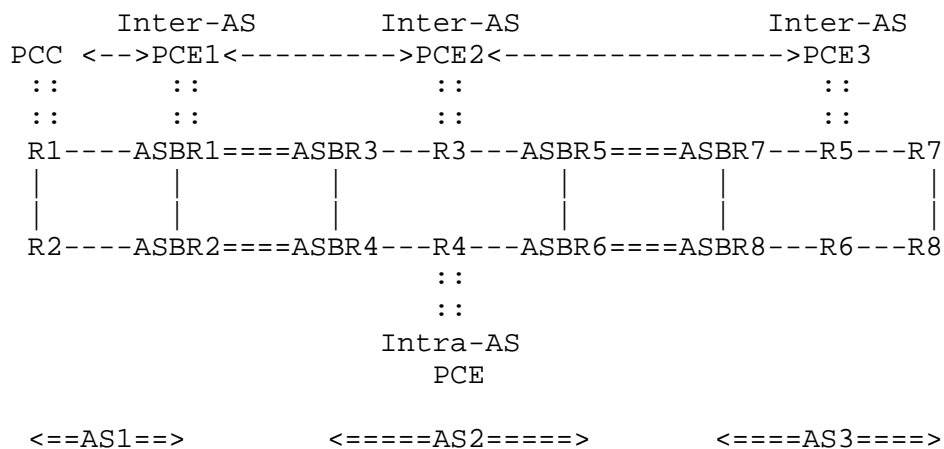 Inter-AS Inter-AS Inter-AS
PCC <-->PCE1<--------->PCE2<--------------->PCE3
:: :: :: ::
:: :: :: ::
R1----ASBR1====ASBR3---R3---ASBR5====ASBR7---R5---R7
| | | | | |
| | | | | |
R2----ASBR2====ASBR4---R4---ASBR6====ASBR8---R6---R8
::
::
Intra-AS
PCE
<==AS1==> <=====AS2=====> <====AS3====>